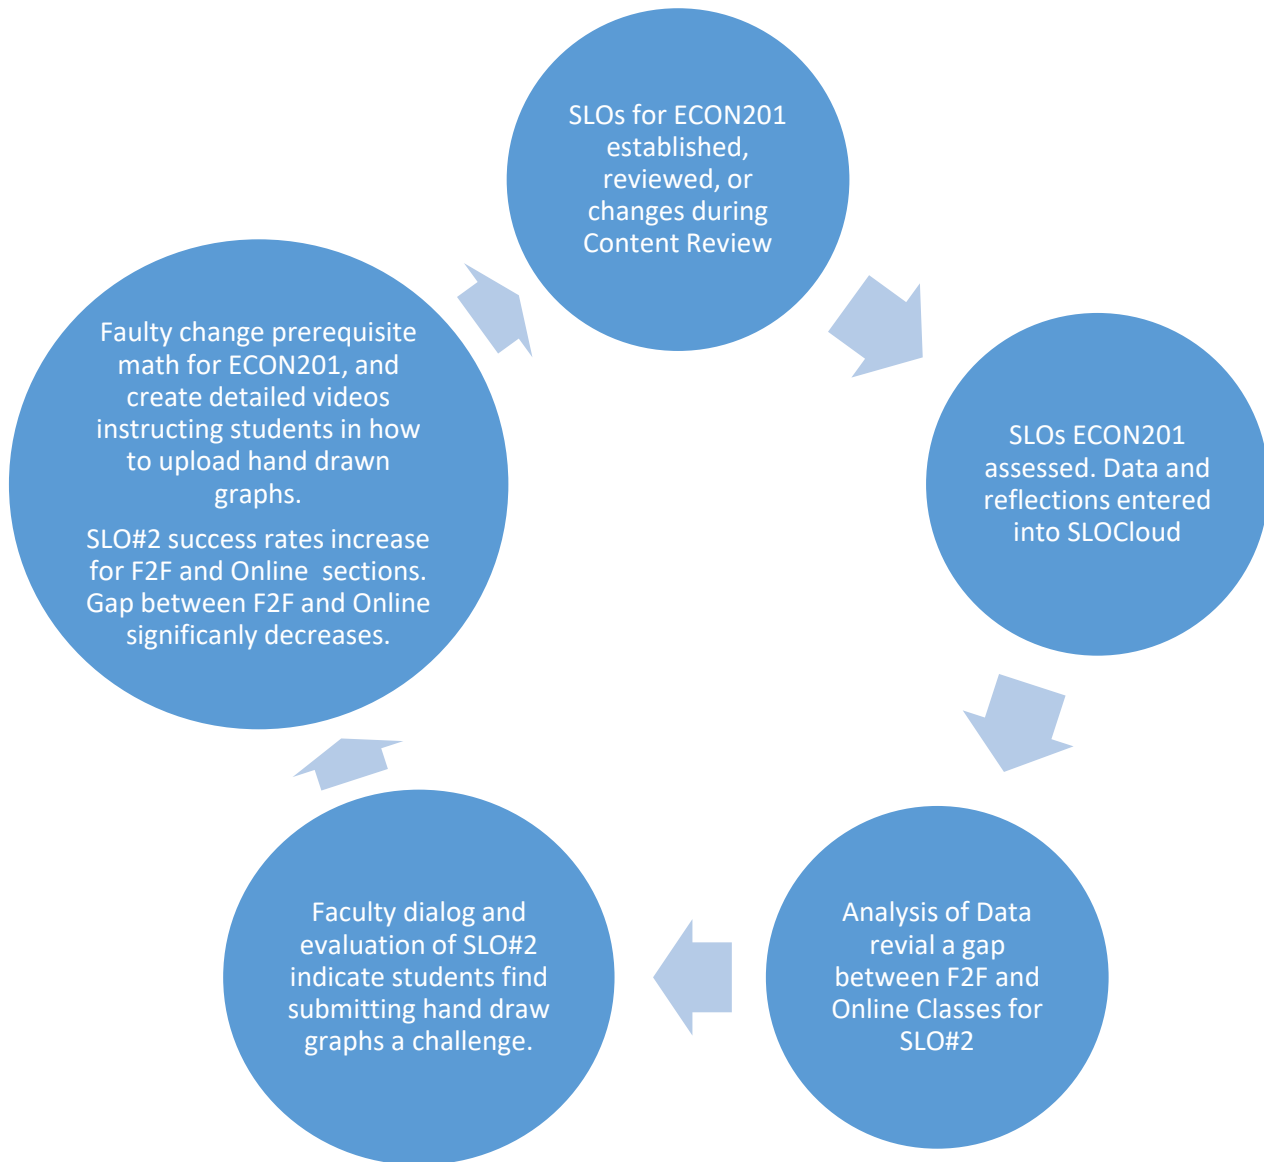 SLOs for ECON201
established,
reviewed, or
changes during
Content Review
SLOs ECON201
assessed. Data and
reflections entered
into SLOCloud
Analysis of Data
revial a gap
between F2F and
Online Classes for
SLO#2
Faculty dialog and
evaluation of SLO#2
indicate students find
submitting hand draw
graphs a challenge.
Faulty change prerequisite
math for ECON201, and
create detailed videos
instructing students in how
to upload hand drawn
graphs.
SLO#2 success rates increase
for F2F and Online sections.
Gap between F2F and Online
significanly decreases.